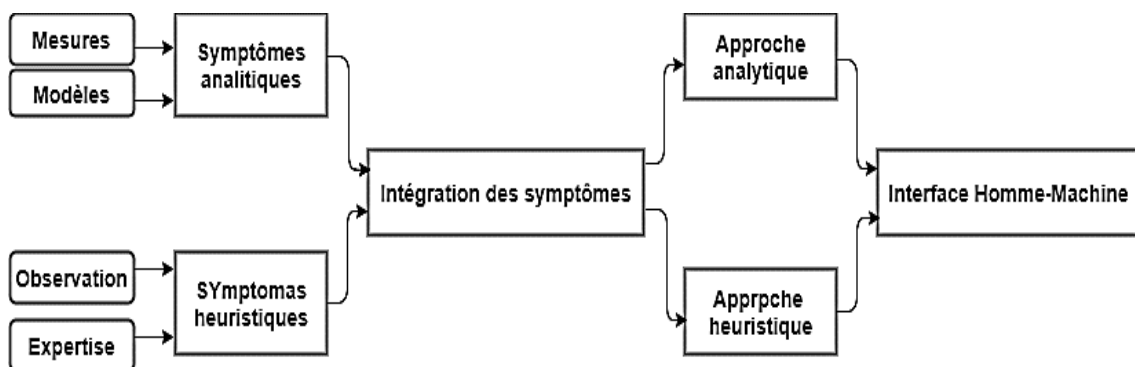 Mesures
Modèles
Symptômes
analitiques
Observation
Expertise
SYmptomas
heuristiques
Intégration des symptômes
Approche
analytique
Apprpche
heuristique
Interface Homme-Machine